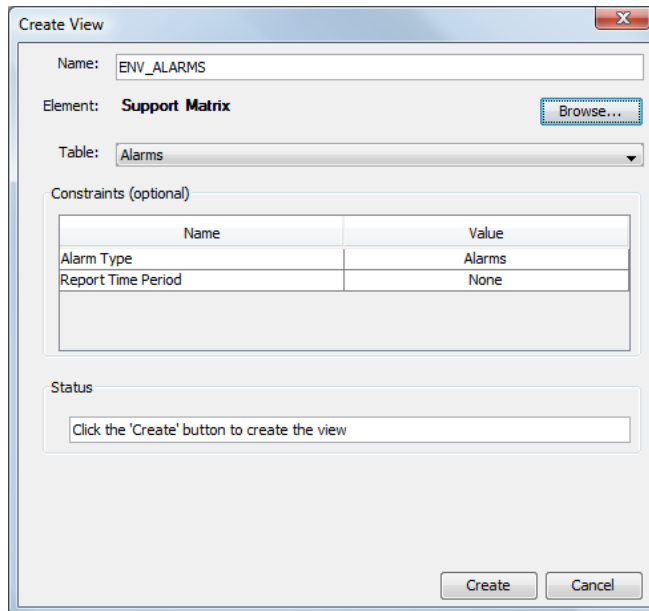 Create View
Name: ENV_ALARMS
Element: Support Matrix Browse...
Table: Alarms
Constraints (optional)
Name Value
Alarm Type Alarms
Report Time Period None
Status
Click the 'Create' button to create the view
Create Cancel